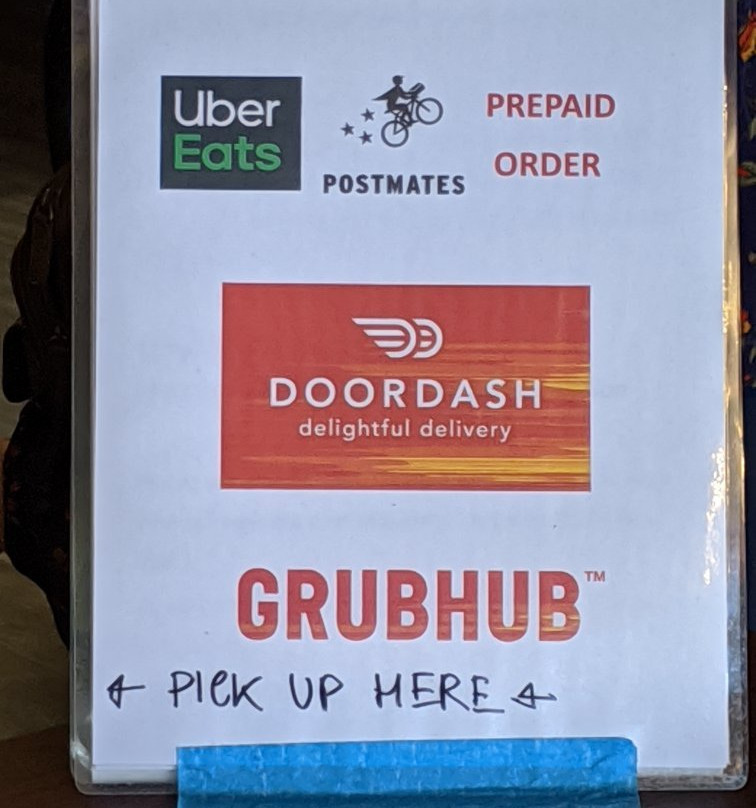 Uber
Eats
POSTMATES
PREPAID
ORDER
DOORDASH
delightful delivery
GRUBHUB™
← PICK UP HERE ←